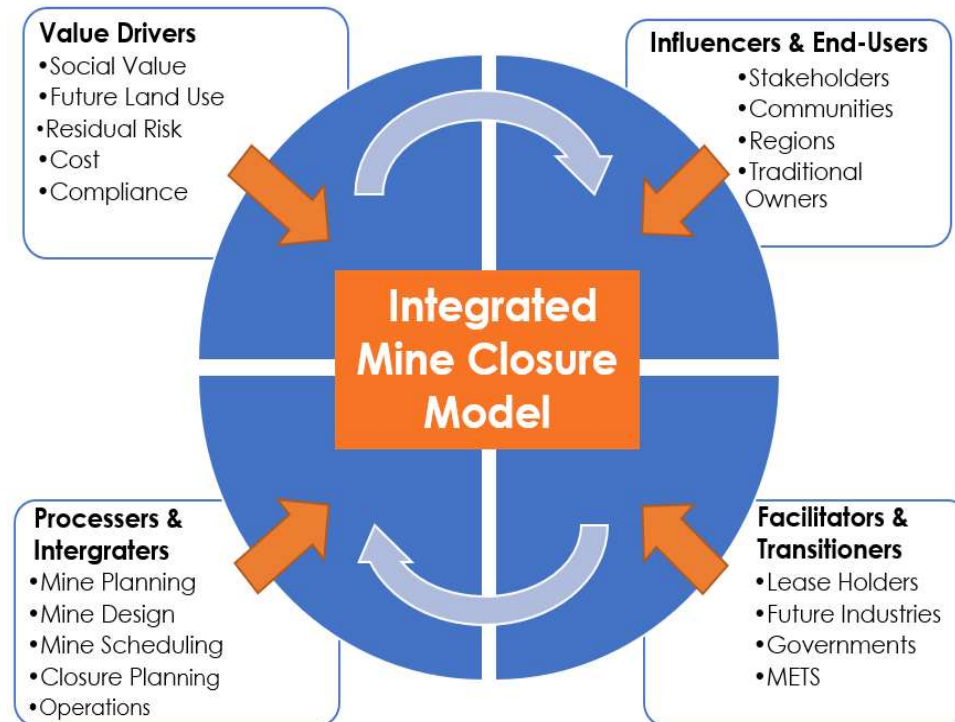 Value Drivers
•Social Value
•Future Land Use
•Residual Risk
•Cost
•Compliance
Influencers & End-Users
•Stakeholders
•Communities
•Regions
•Traditional
Owners
Integrated
Mine Closure
Model
Processers &
Intergraters
•Mine Planning
•Mine Design
•Mine Scheduling
•Closure Planning
•Operations
Facilitators &
Transitioners
•Lease Holders
•Future Industries
•Governments
•METS